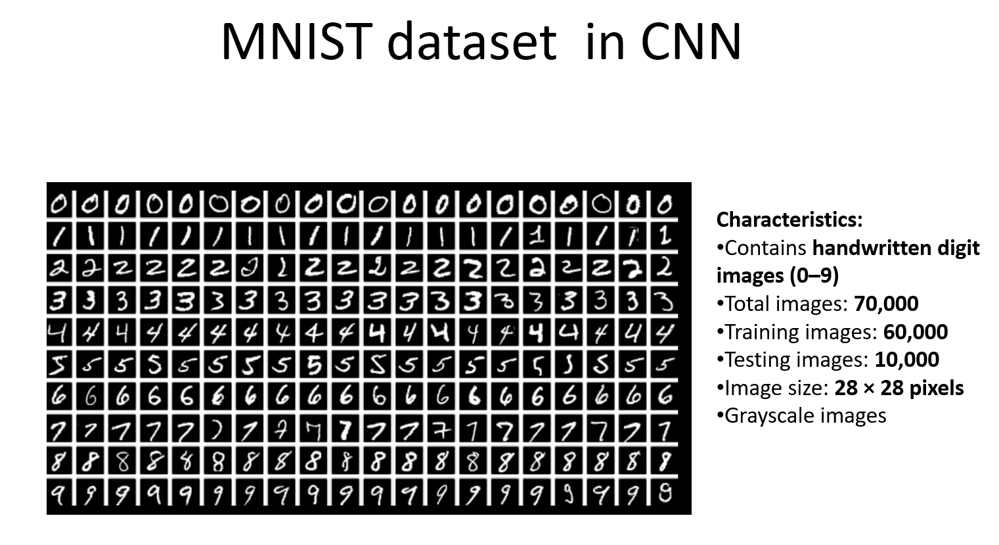 MNIST dataset  in CNN
0 0 0 0 0 0 0 0 0 0 0 0 0 0 0 0 0 0 0 0
1 1 1 1 1 1 1 1 1 1 1 1 1 1 1 1 1 1 1 1
2 2 2 2 2 2 2 2 2 2 2 2 2 2 2 2 2 2 2 2
3 3 3 3 3 3 3 3 3 3 3 3 3 3 3 3 3 3 3 3
4 4 4 4 4 4 4 4 4 4 4 4 4 4 4 4 4 4 4 4
5 5 5 5 5 5 5 5 5 5 5 5 5 5 5 5 5 5 5 5
6 6 6 6 6 6 6 6 6 6 6 6 6 6 6 6 6 6 6 6
7 7 7 7 7 7 7 7 7 7 7 7 7 7 7 7 7 7 7 7
8 8 8 8 8 8 8 8 8 8 8 8 8 8 8 8 8 8 8 8
9 9 9 9 9 9 9 9 9 9 9 9 9 9 9 9 9 9 9 9
Characteristics:
•Contains handwritten digit
images (0–9)
•Total images: 70,000
•Training images: 60,000
•Testing images: 10,000
•Image size: 28 × 28 pixels
•Grayscale images